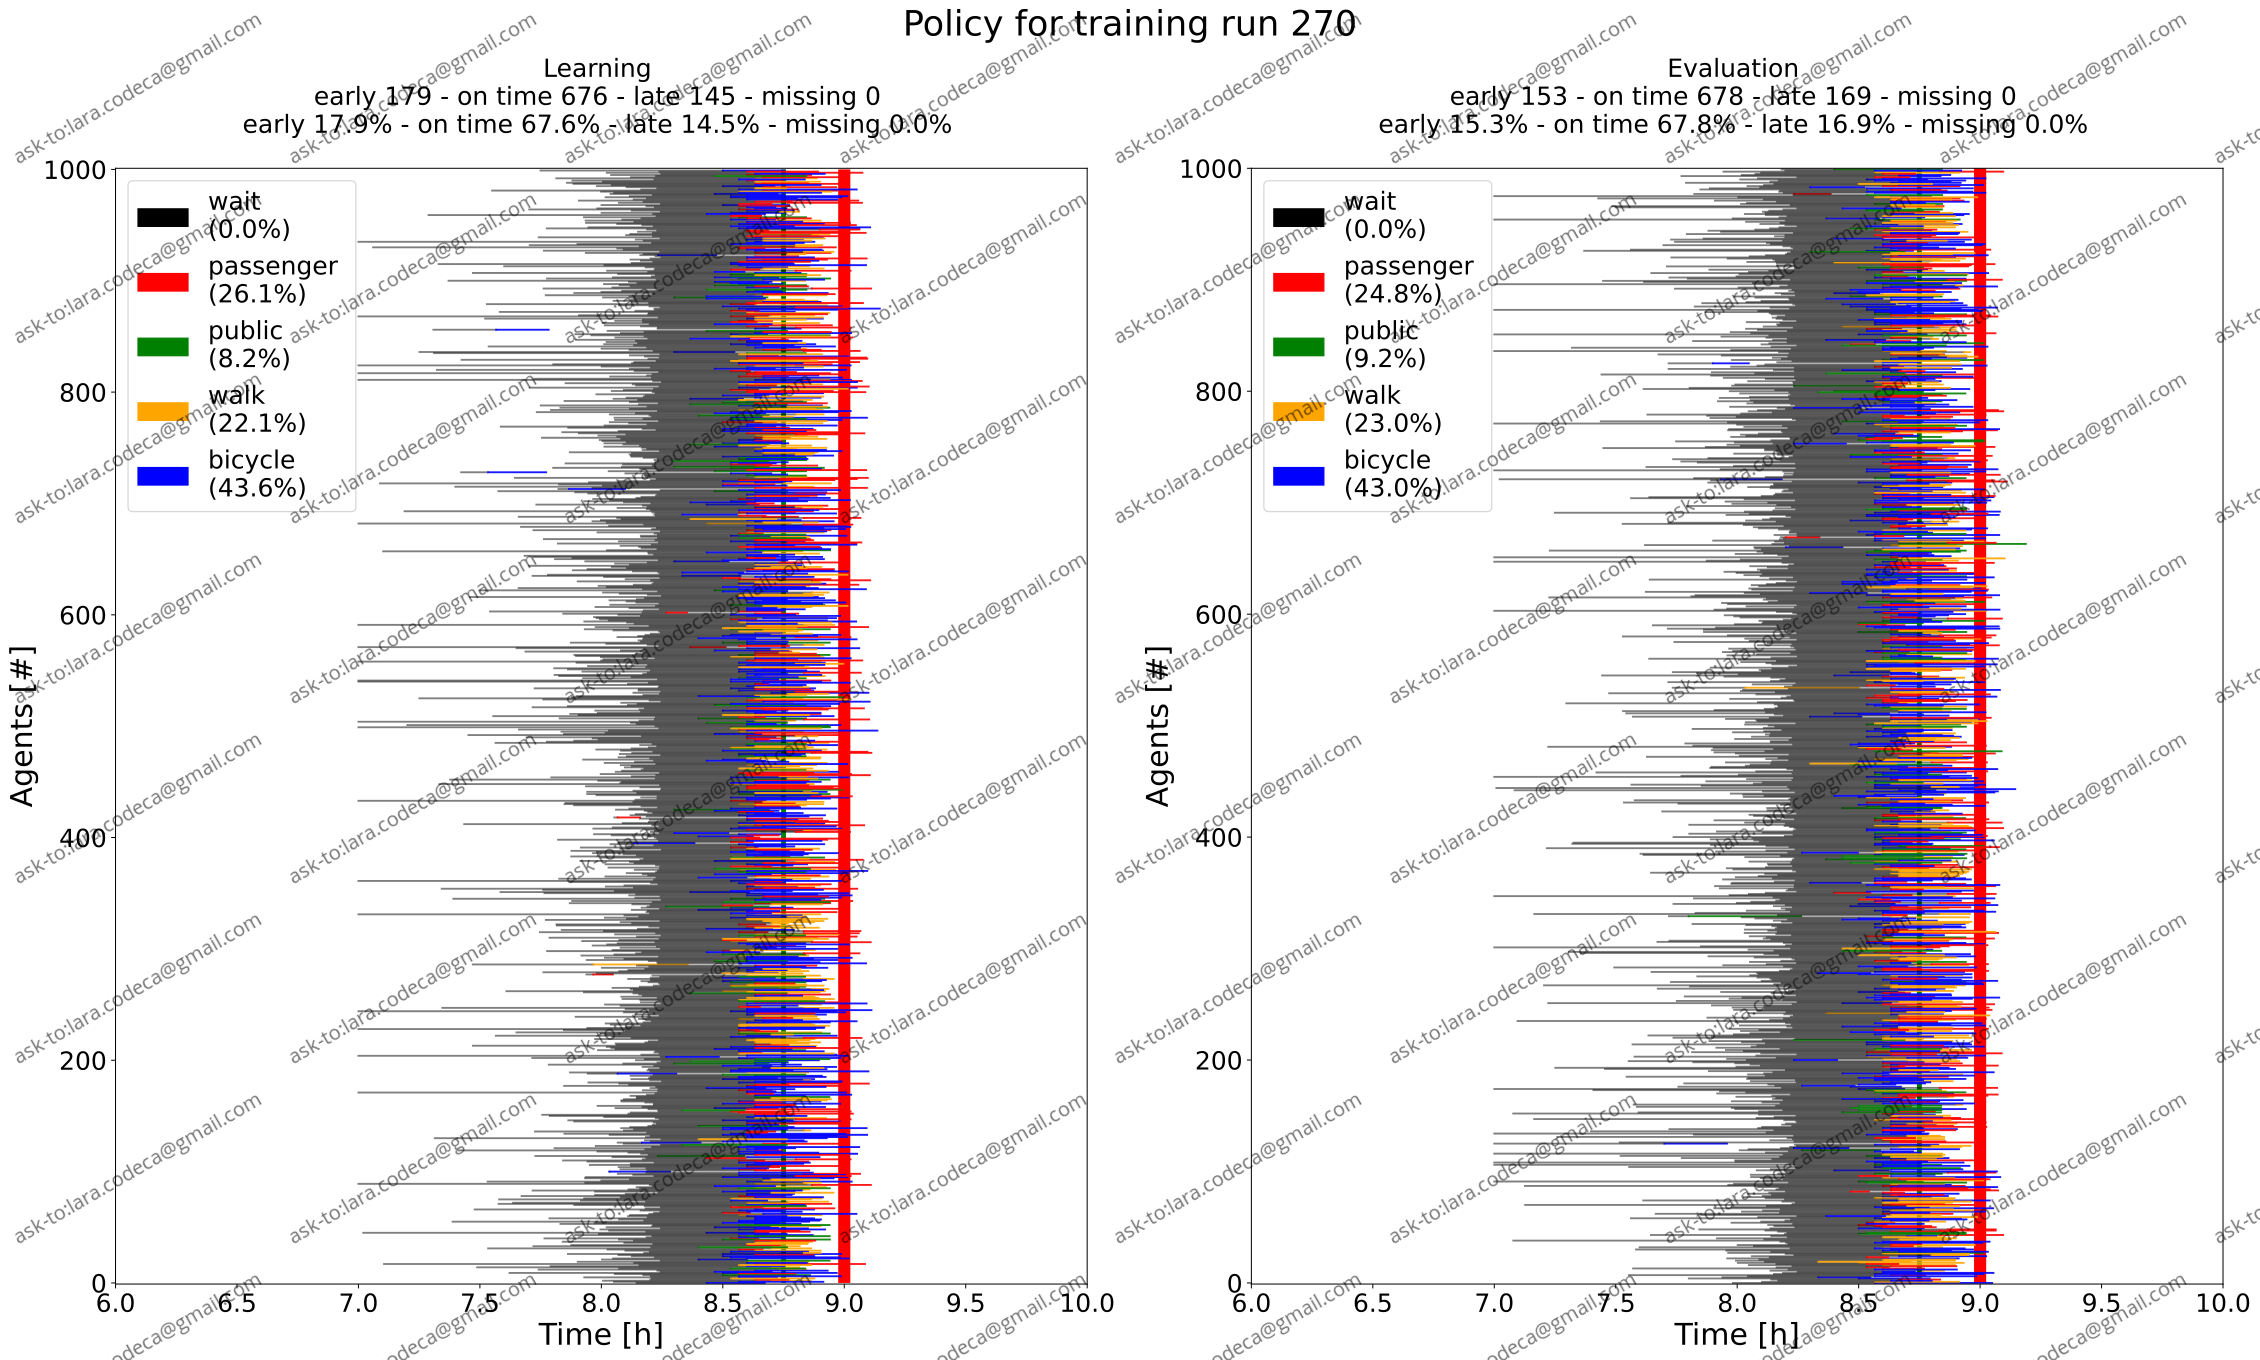 Policy for training run 270
Learning
early 179 - on time 676 - late 145 - missing 0
early 17.9% - on time 67.6% - late 14.5% - missing 0.0%
wait
(0.0%)
passenger
(26.1%)
public
(8.2%)
walk
(22.1%)
bicycle
(43.6%)
Agents [#]
1000
800
600
400
200
0
6.0 6.5 7.0 7.5 8.0 8.5 9.0 9.5 10.0
Time [h]
Evaluation
early 153 - on time 678 - late 169 - missing 0
early 15.3% - on time 67.8% - late 16.9% - missing 0.0%
wait
(0.0%)
passenger
(24.8%)
public
(9.2%)
walk
(23.0%)
bicycle
(43.0%)
Agents [#]
1000
800
600
400
200
0
6.0 6.5 7.0 7.5 8.0 8.5 9.0 9.5 10.0
Time [h]
ask-to:lara.codeca@gmail.com